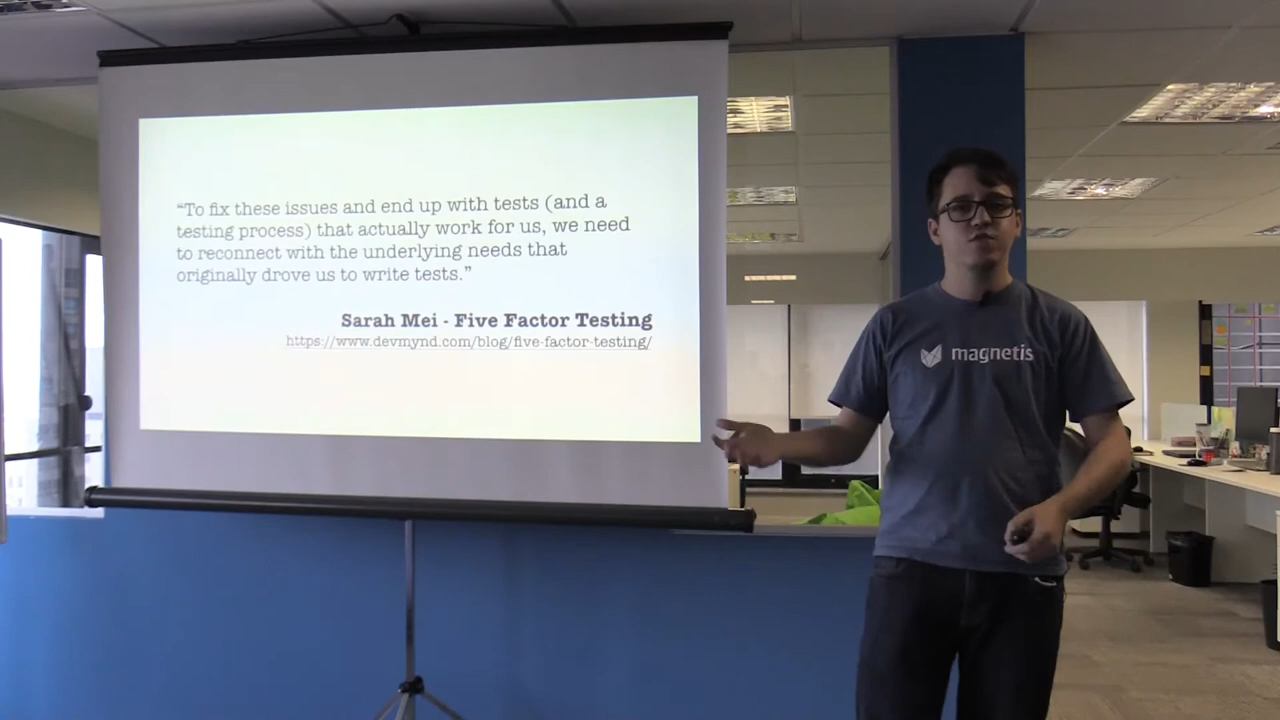 “To fix these issues and end up with tests (and a
testing process) that actually work for us, we need
to reconnect with the underlying needs that
originally drove us to write tests.”
Sarah Mei - Five Factor Testing
https://www.devmynd.com/blog/five-factor-testing/
magnetis